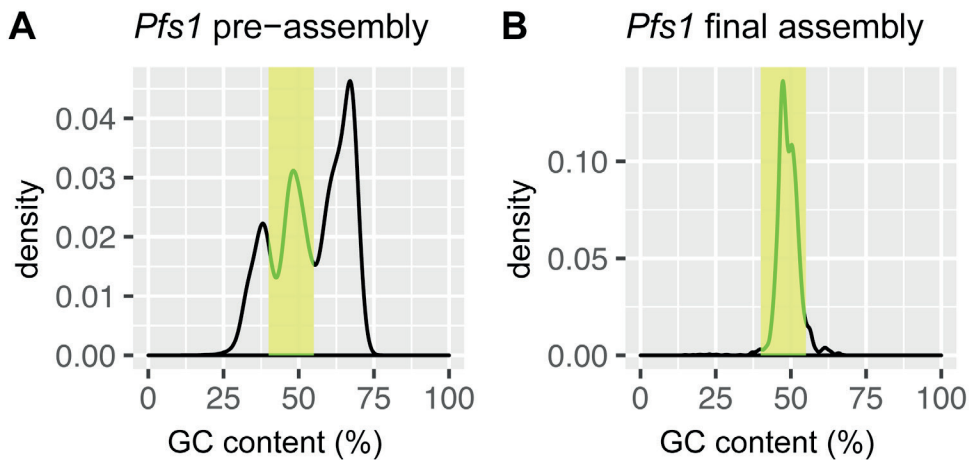 A
Pfs1 pre−assembly
density
0.04
0.03
0.02
0.01
0.00
0 25 50 75 100
GC content (%)
B
Pfs1 final assembly
density
0.10
0.05
0.00
0 25 50 75 100
GC content (%)